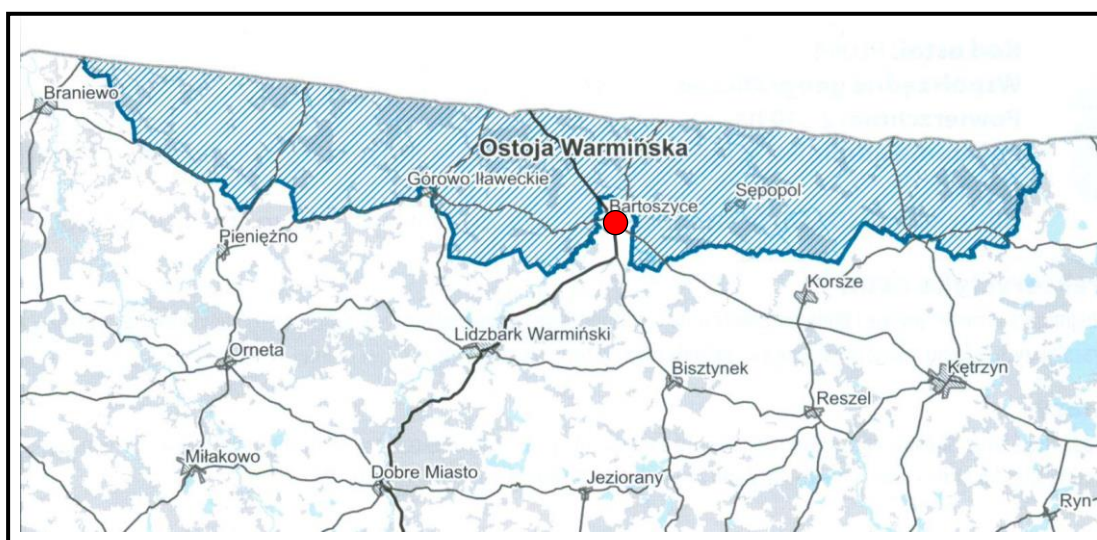 Braniewo
Ostoja Warmińska
Górowo Iławeckie
Sępopol
Bartoszyce
Pieniężno
Korsze
Lidzbark Warmiński
Orneta
Bisztynek
Kętrzyn
Reszel
Miłakowo
Dobre Miasto
Jeziorany
Ryn